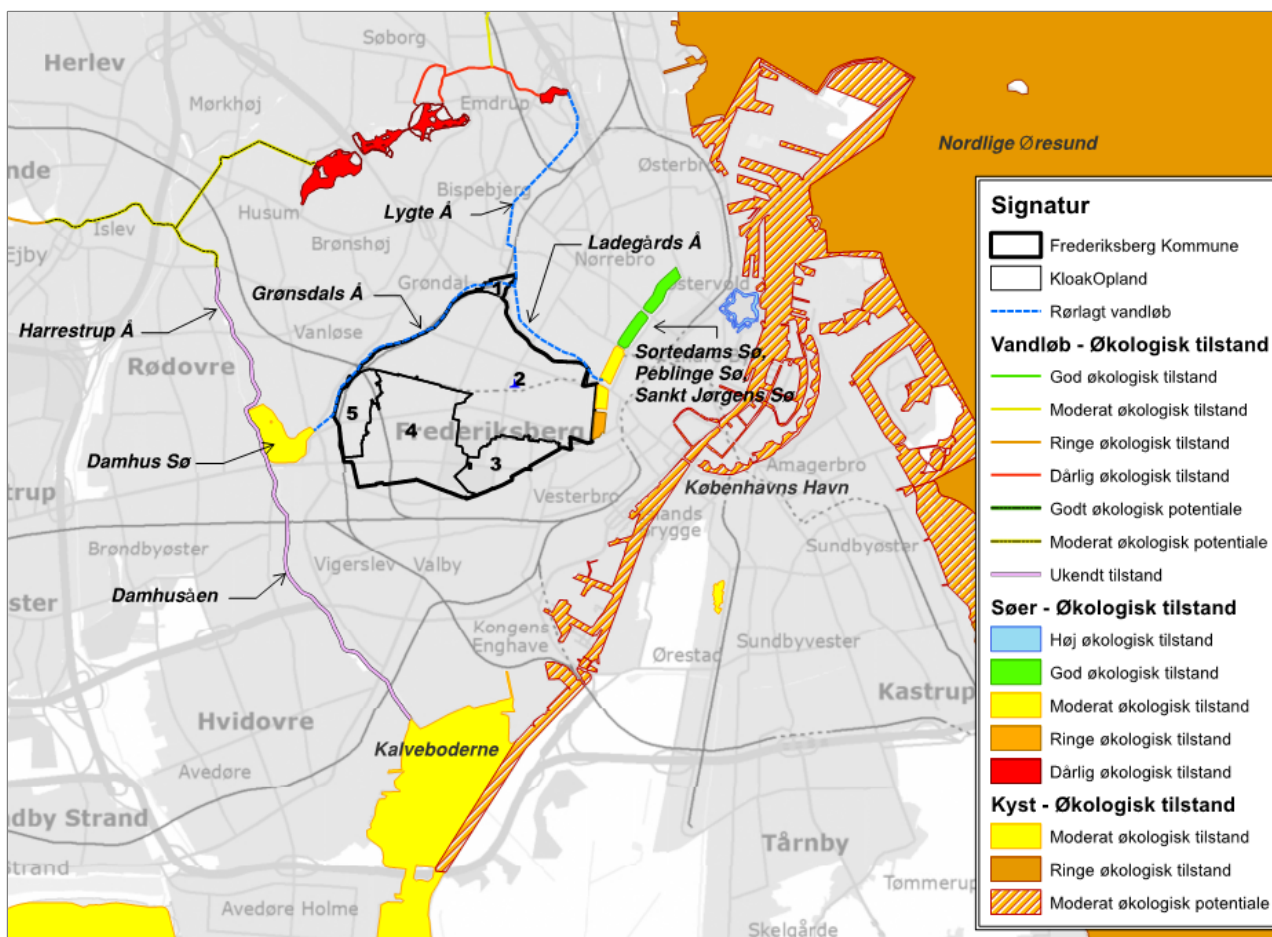 Søborg
Herlev
Mørkhøj
Emdrup
Nordlige Øresund
Østerbro
nde
Bispebjerg
Husum
Lygte Å
Islev
Ejby
Brønshøj
Ladegårds Å
Nørrebro
Grøndal
1
Østervold
Grønsdals Å
Harrestrup Å
Vanløse
Rødovre
Sortedams Sø,
Peblinge Sø,
Sankt Jørgens Sø
2
5
4
Frederiksberg
3
Damhus Sø
trup
Amagerbro
Københavns Havn
Vesterbro
Brygge
Brøndbyøster
Vigerslev
Valby
Sundbyøster
Damhusåen
ster
Kongens
Enghave
Sundbyvester
Ørestad
Kastrup
Hvidovre
Kalveboderne
Avedøre
ndby Strand
Tårnby
Strand
Tømmerup
Avedøre Holme
Skelgårde
Signatur
Frederiksberg Kommune
KloakOpland
Rørlagt vandløb
Vandløb - Økologisk tilstand
God økologisk tilstand
Moderat økologisk tilstand
Ringe økologisk tilstand
Dårlig økologisk tilstand
Godt økologisk potentiale
Moderat økologisk potentiale
Ukendt tilstand
Søer - Økologisk tilstand
Høj økologisk tilstand
God økologisk tilstand
Moderat økologisk tilstand
Ringe økologisk tilstand
Dårlig økologisk tilstand
Kyst - Økologisk tilstand
Moderat økologisk tilstand
Ringe økologisk tilstand
Moderat økologisk potentiale